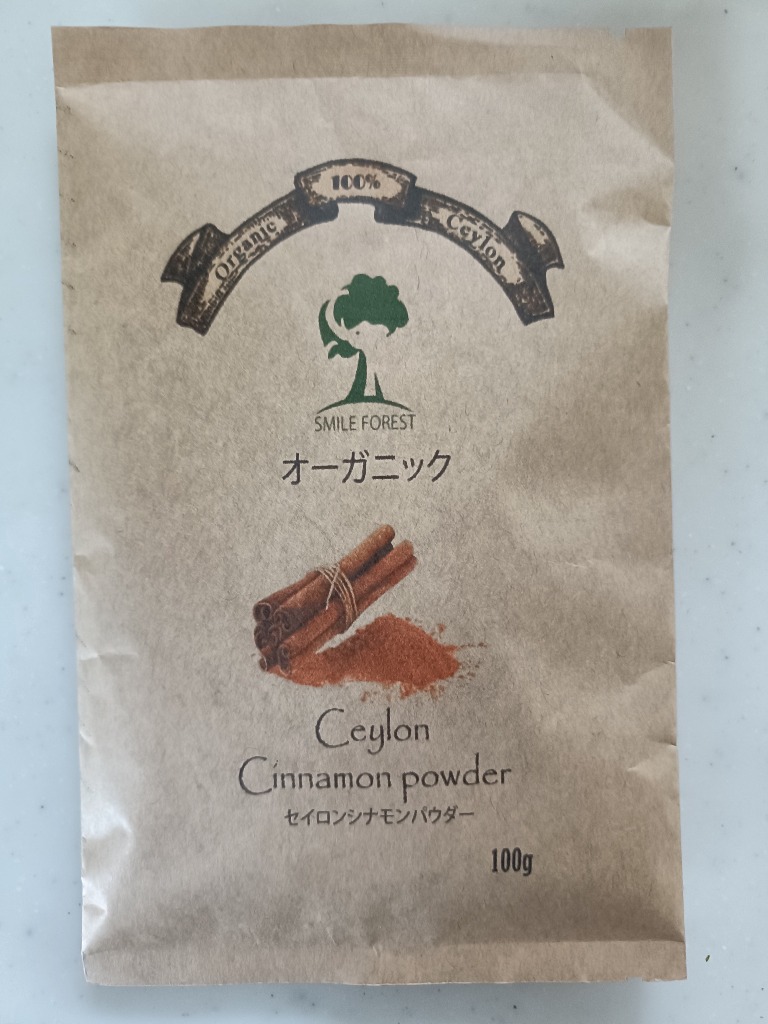 Organic 100% Ceylon
SMILE FOREST
オーガニック
Ceylon
Cinnamon powder
セイロンシナモンパウダー
100g